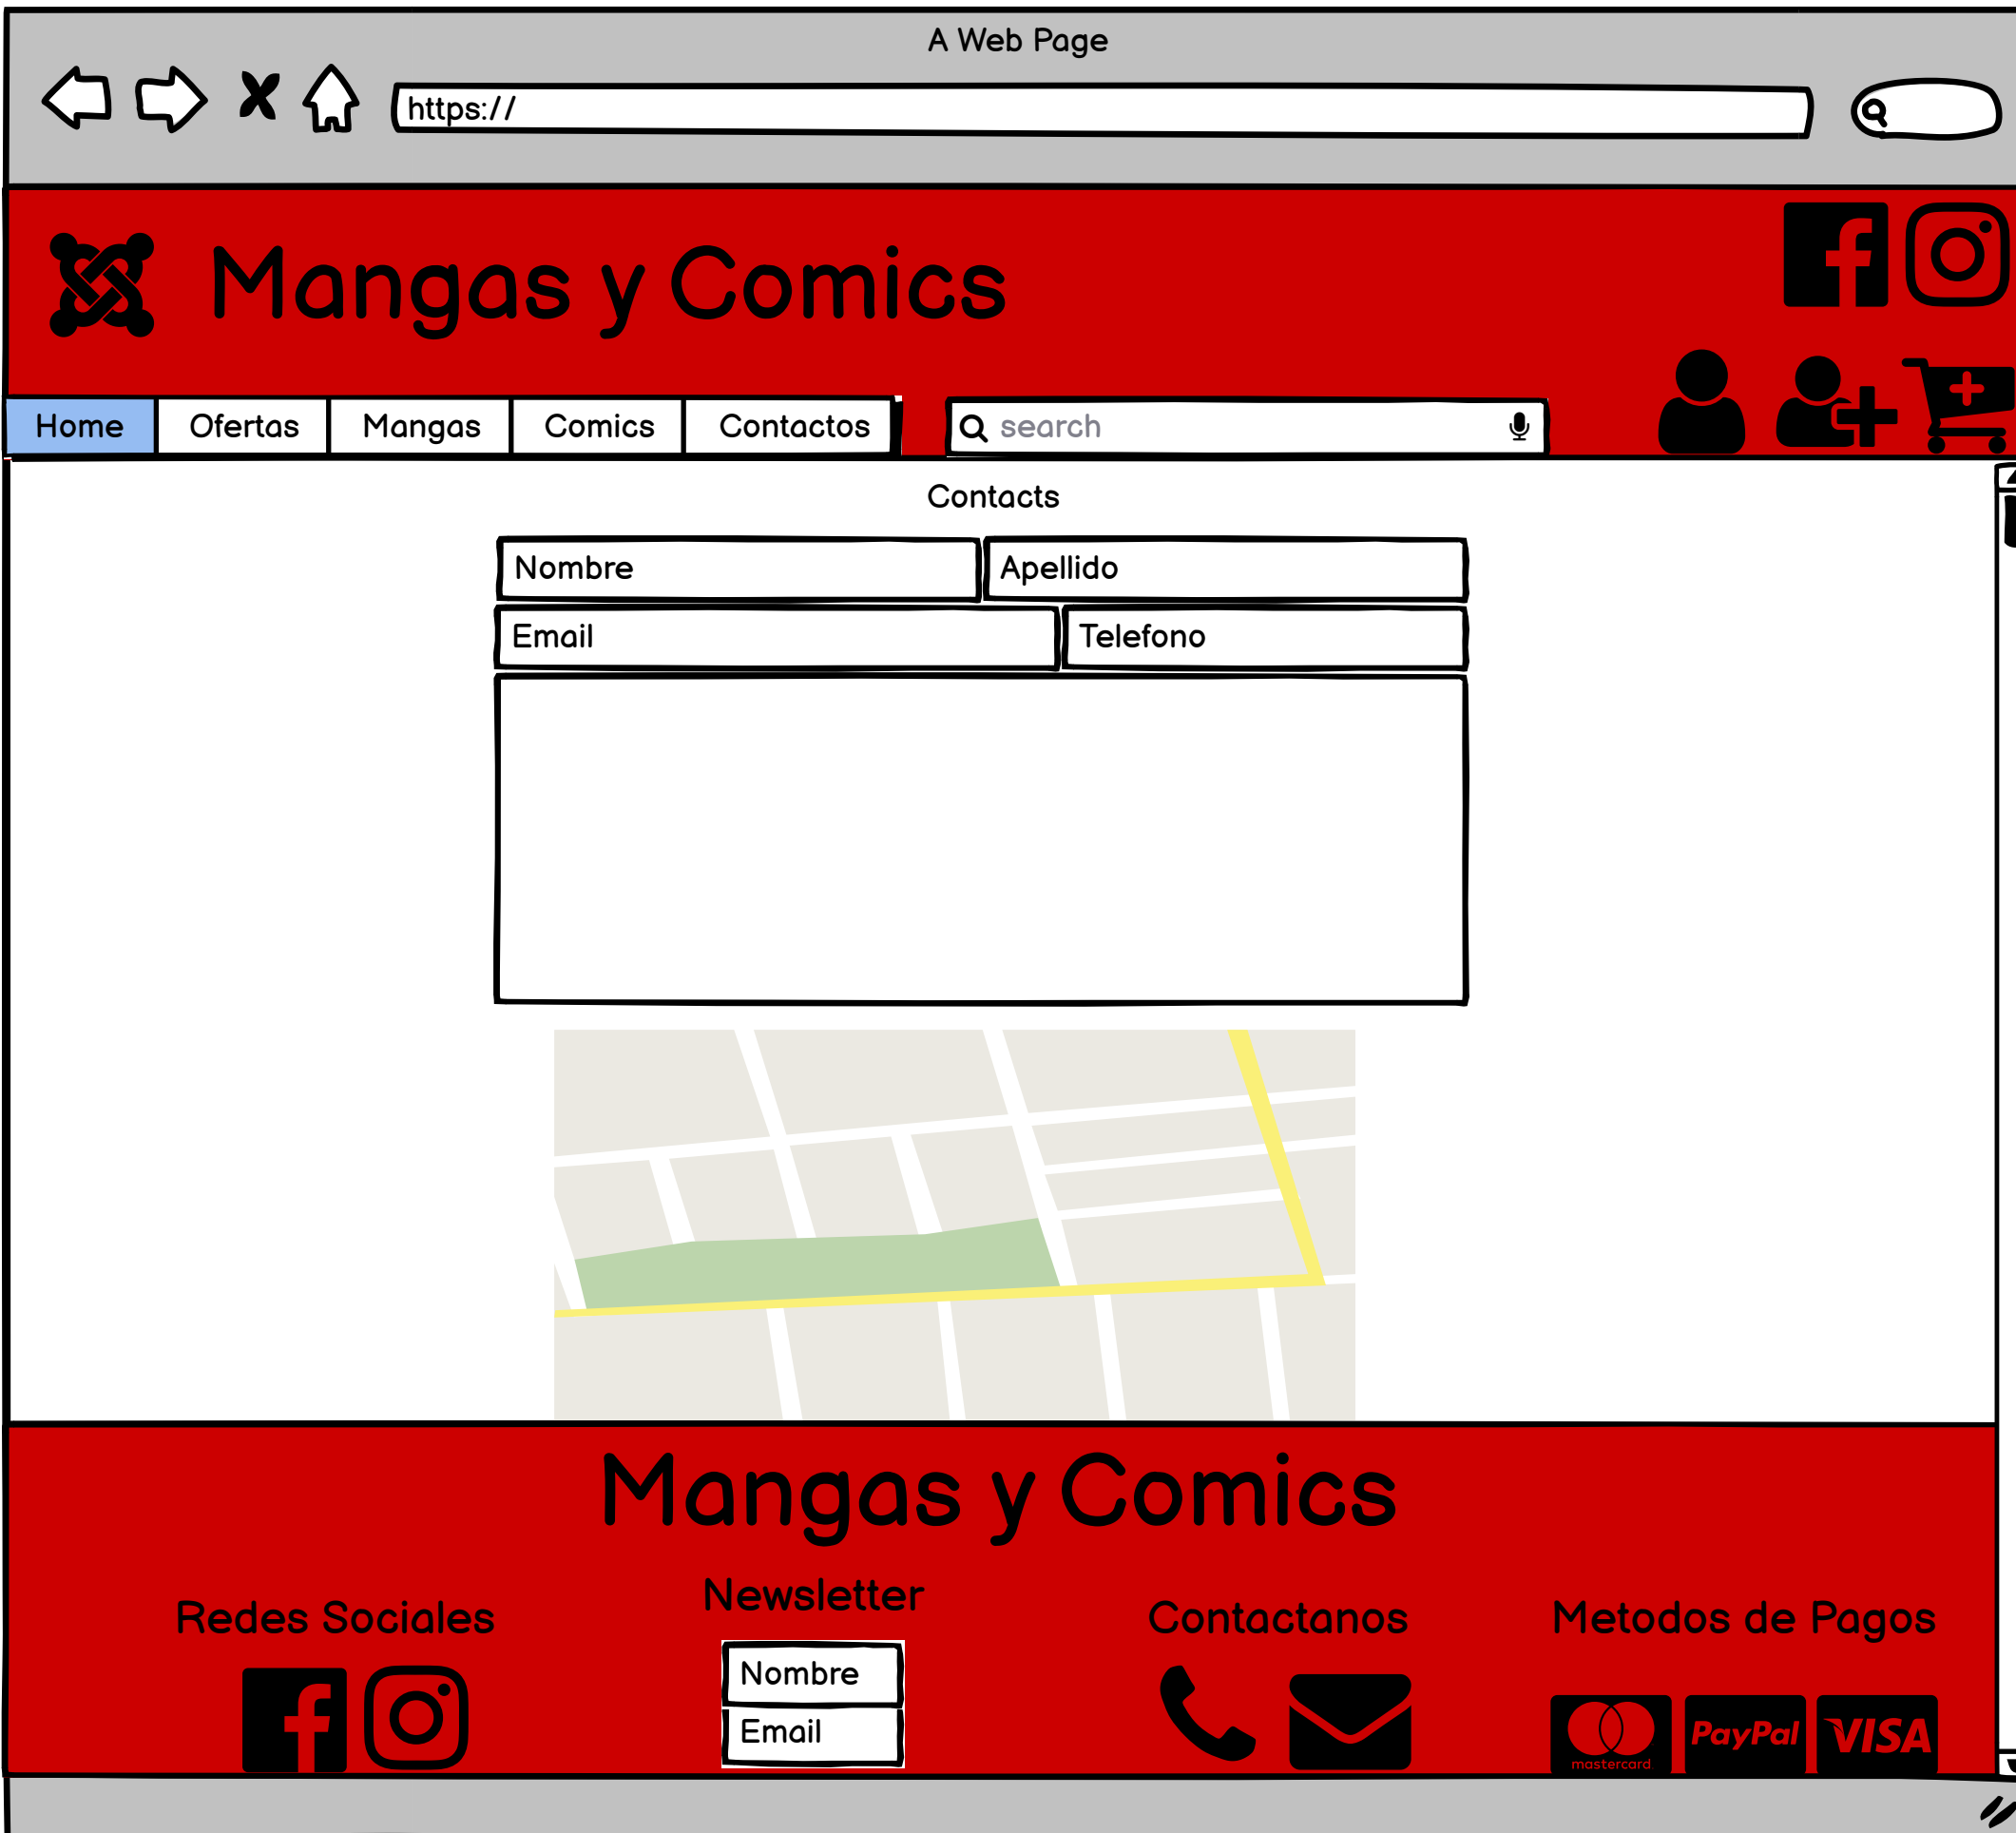 A Web Page
https://
Mangas y Comics
Home Ofertas Mangas Comics Contactos search
Contacts
Nombre Apellido
Email Telefono
Mangas y Comics
Redes Sociales Newsletter Contactanos Metodos de Pagos
Nombre
Email
mastercard PayPal VISA